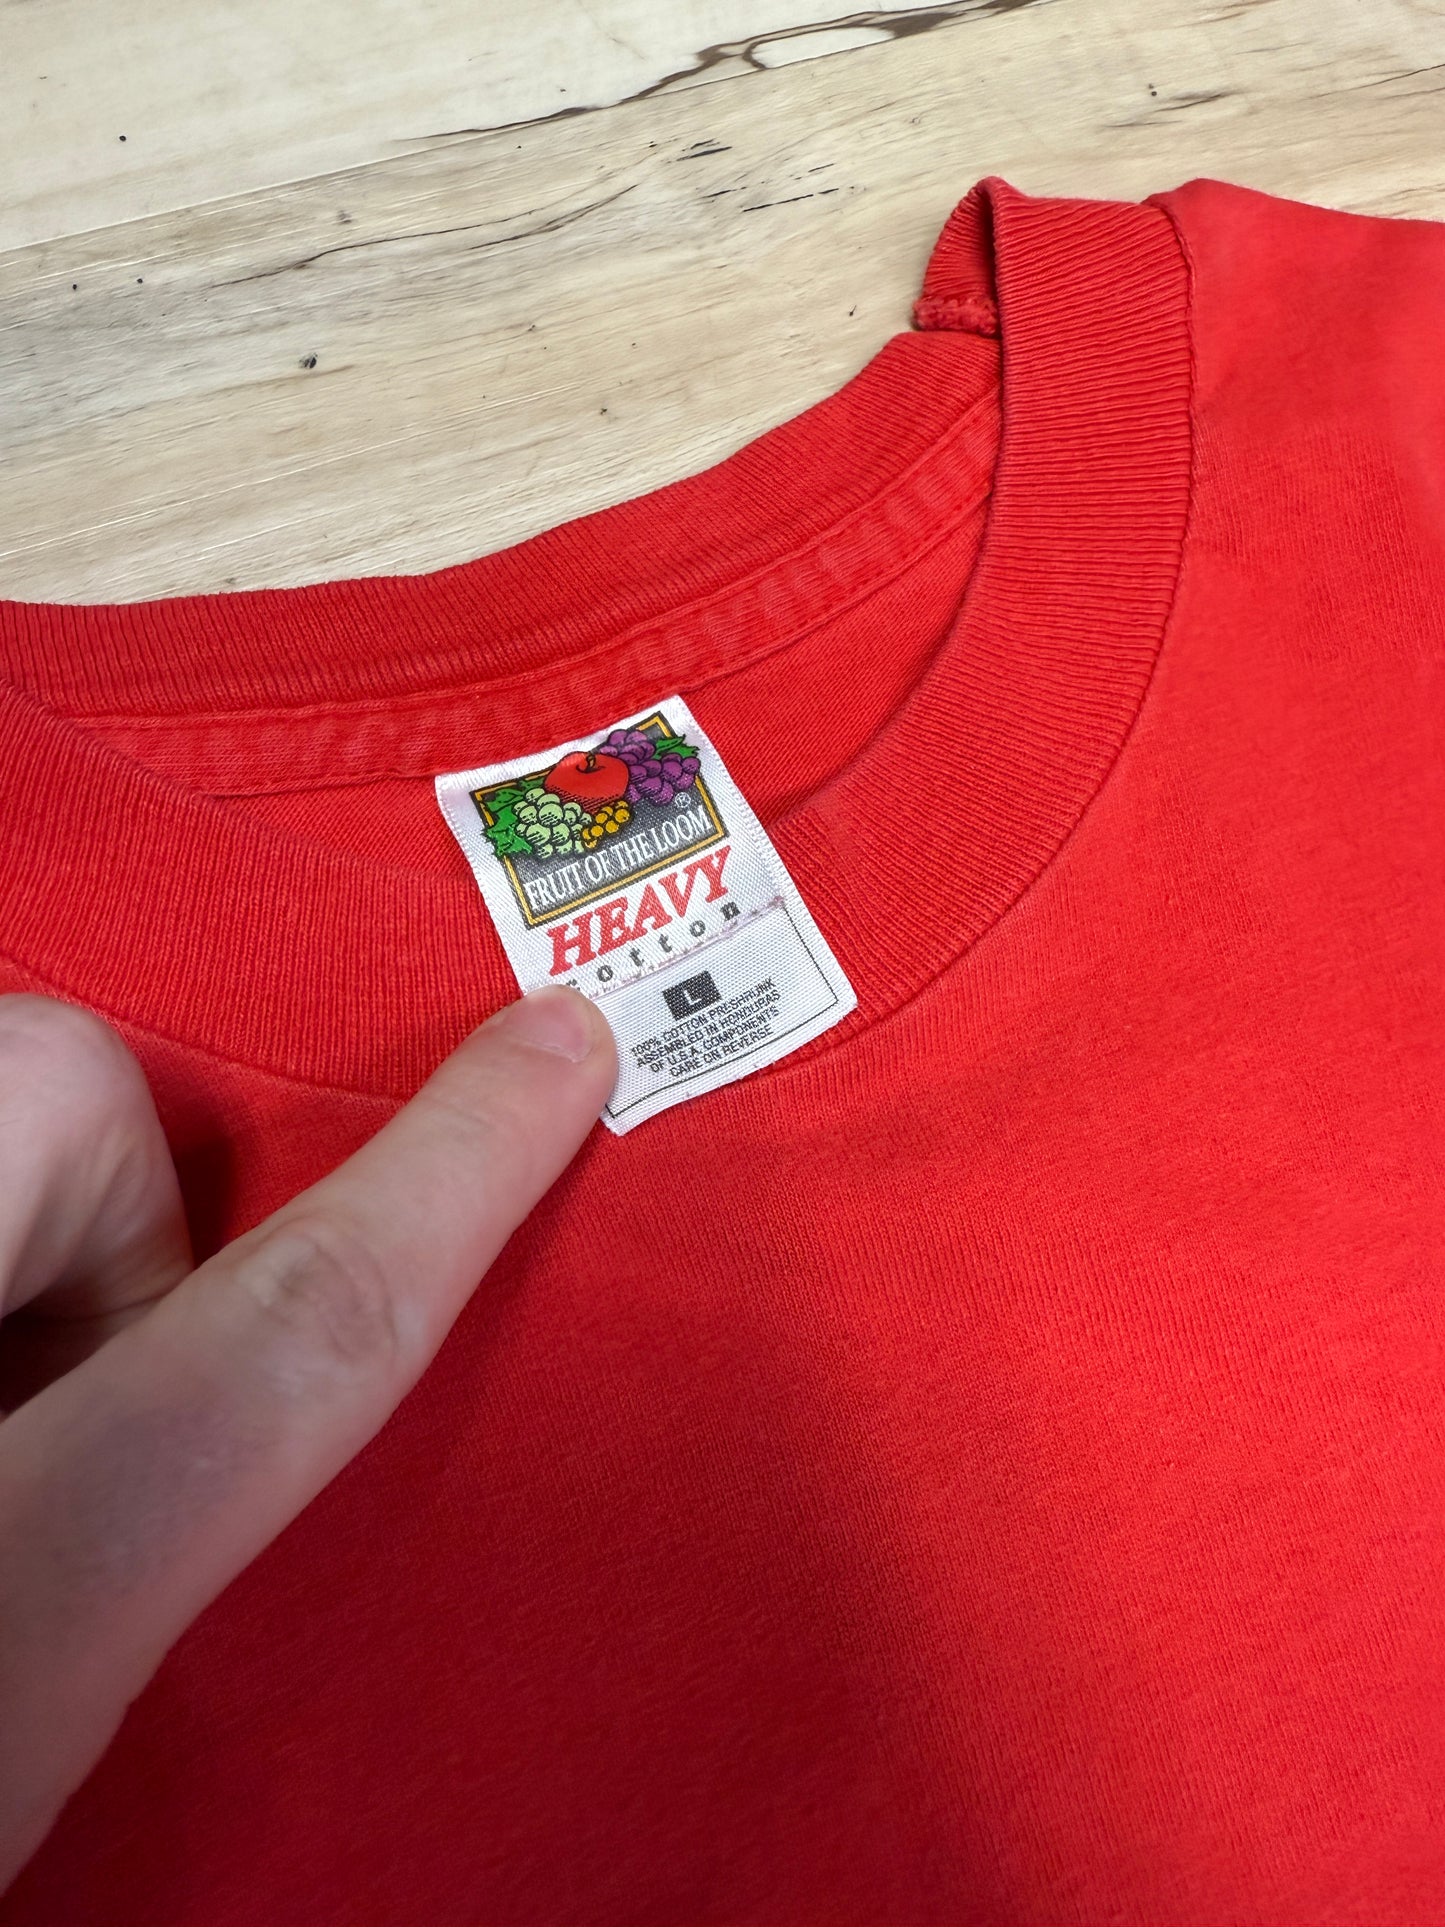 ®
FRUIT OF THE LOOM
HEAVY
cotton
L
100% COTTON PRESHRUNK
ASSEMBLED IN HONDURAS
OF U.S.A. COMPONENTS
CARE ON REVERSE